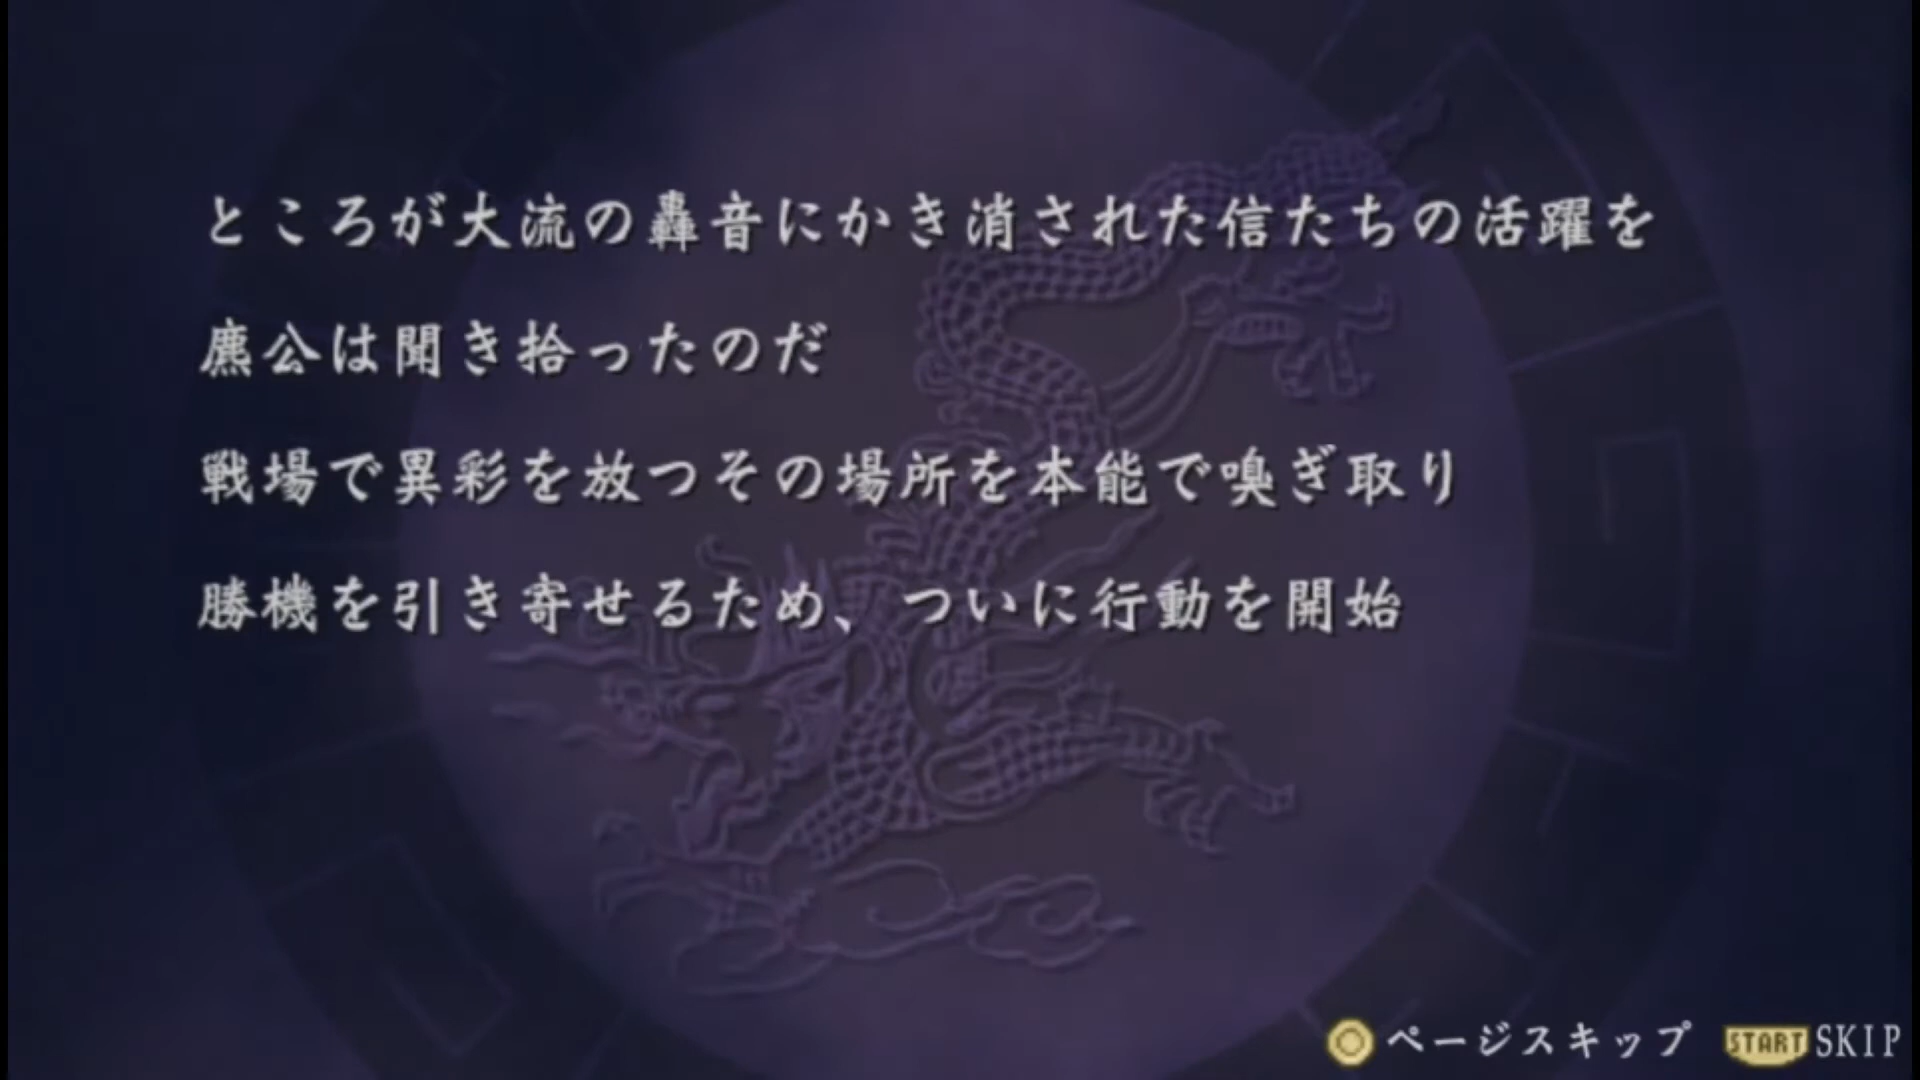 ところが大流の轟音にかき消された信たちの活躍を
麃公は聞き拾ったのだ
戦場で異彩を放つその場所を本能で嗅ぎ取り
勝機を引き寄せるため、ついに行動を開始
ページスキップ START SKIP